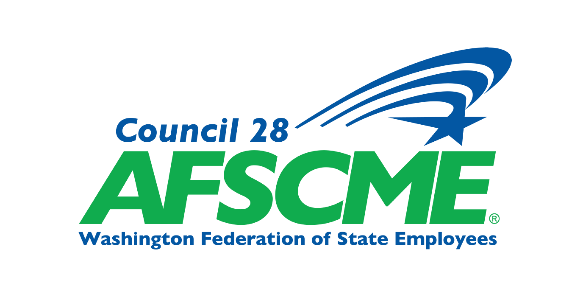 Council 28
AFSCME®
Washington Federation of State Employees